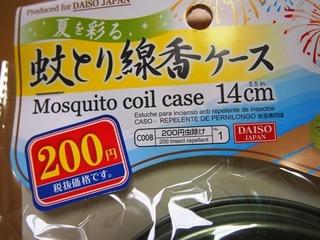 Produced for DAISO JAPAN
夏を彩る
蚊とり線香ケース
5.5 in.
Mosquito coil case 14cm
Estuche para incienso anti repelente de insectos
CASO - REPELENTE DE PERNILONGO
C008
200円虫除け
200 Insect repellent
1
DAISO
JAPAN
200円
税抜価格です。